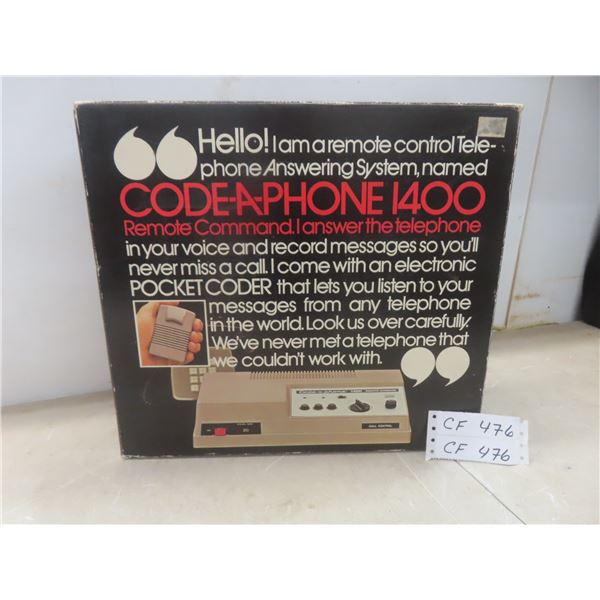 Hello! I am a remote control Tele-
phone Answering System, named
CODE-A-PHONE 1400
Remote Command. I answer the telephone
in your voice and record messages so you'll
never miss a call. I come with an electronic
POCKET CODER that lets you listen to your
messages from any telephone
in the world. Look us over carefully.
We've never met a telephone that
we couldn't work with.
CF 476
CF 476